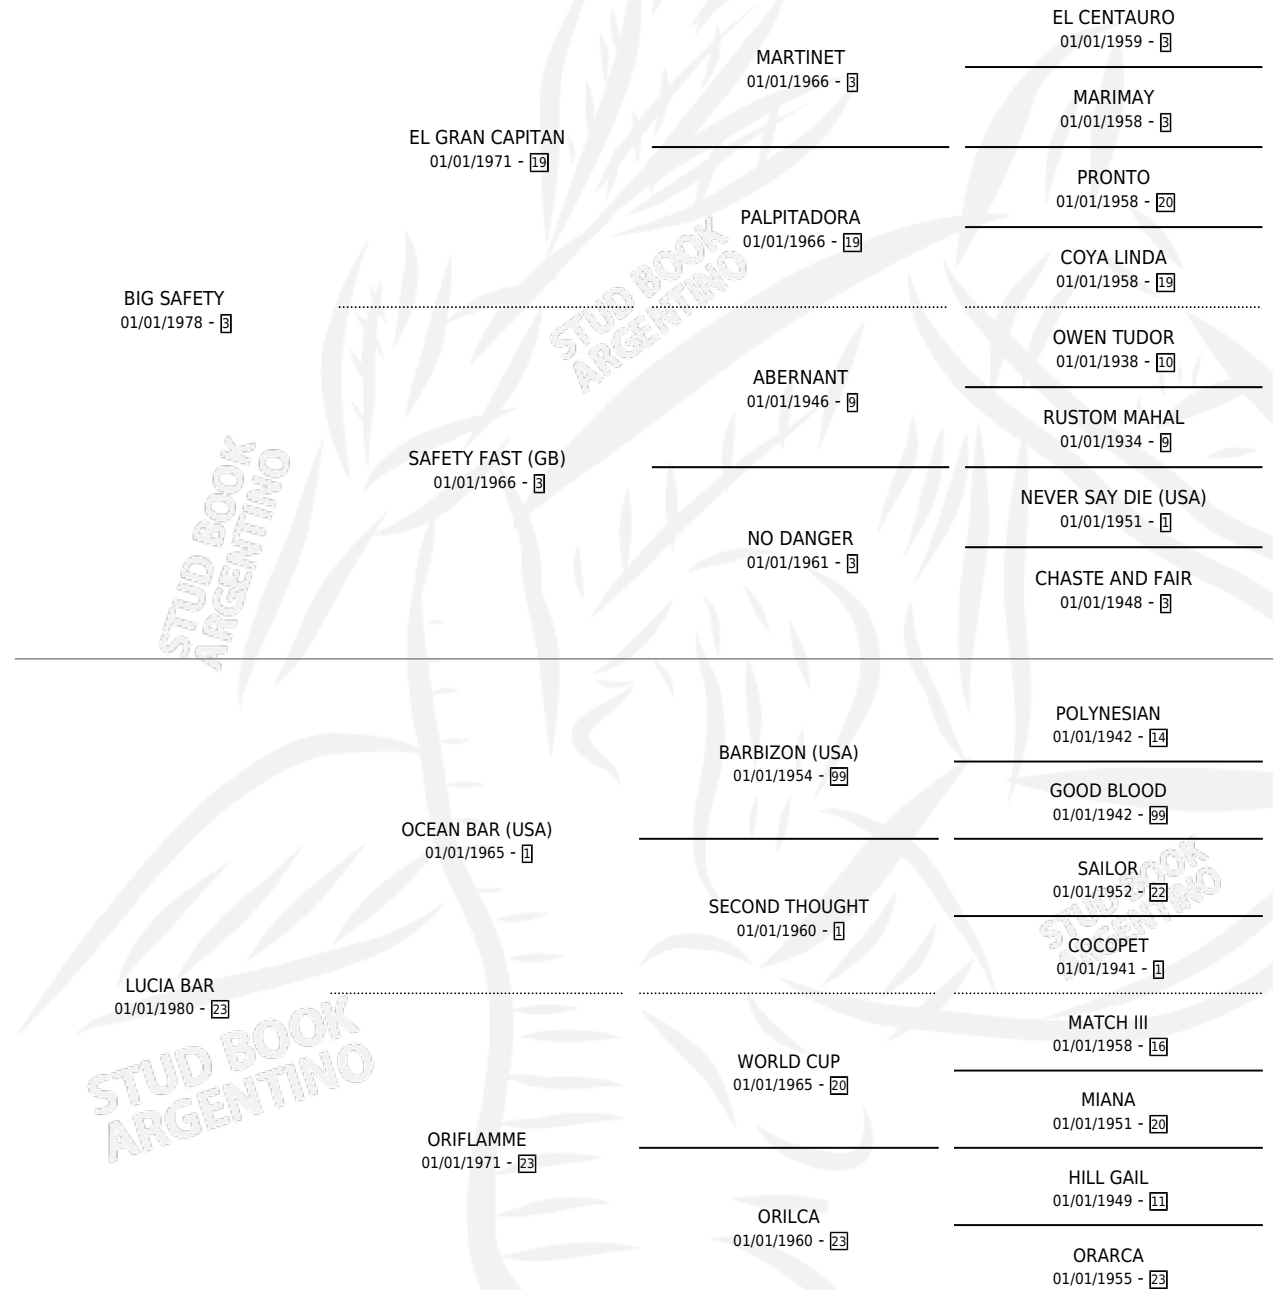 EL CENTAURO
01/01/1959 - 3
MARTINET
01/01/1966 - 3
MARIMAY
01/01/1958 - 3
EL GRAN CAPITAN
01/01/1971 - 19
PRONTO
01/01/1958 - 20
PALPITADORA
01/01/1966 - 19
COYA LINDA
01/01/1958 - 19
BIG SAFETY
01/01/1978 - 3
OWEN TUDOR
01/01/1938 - 10
ABERNANT
01/01/1946 - 9
RUSTOM MAHAL
01/01/1934 - 9
SAFETY FAST (GB)
01/01/1966 - 3
NEVER SAY DIE (USA)
01/01/1951 - 1
NO DANGER
01/01/1961 - 3
CHASTE AND FAIR
01/01/1948 - 3
POLYNESIAN
01/01/1942 - 14
BARBIZON (USA)
01/01/1954 - 99
GOOD BLOOD
01/01/1942 - 99
OCEAN BAR (USA)
01/01/1965 - 1
SAILOR
01/01/1952 - 22
SECOND THOUGHT
01/01/1960 - 1
COCOPET
01/01/1941 - 1
LUCIA BAR
01/01/1980 - 23
MATCH III
01/01/1958 - 16
WORLD CUP
01/01/1965 - 20
MIANA
01/01/1951 - 20
ORIFLAMME
01/01/1971 - 23
HILL GAIL
01/01/1949 - 11
ORILCA
01/01/1960 - 23
ORARCA
01/01/1955 - 23
STUD BOOK
ARGENTINO
STUD BOOK
ARGENTINO
STUD BOOK
ARGENTINO
STUD BOOK
ARGENTINO